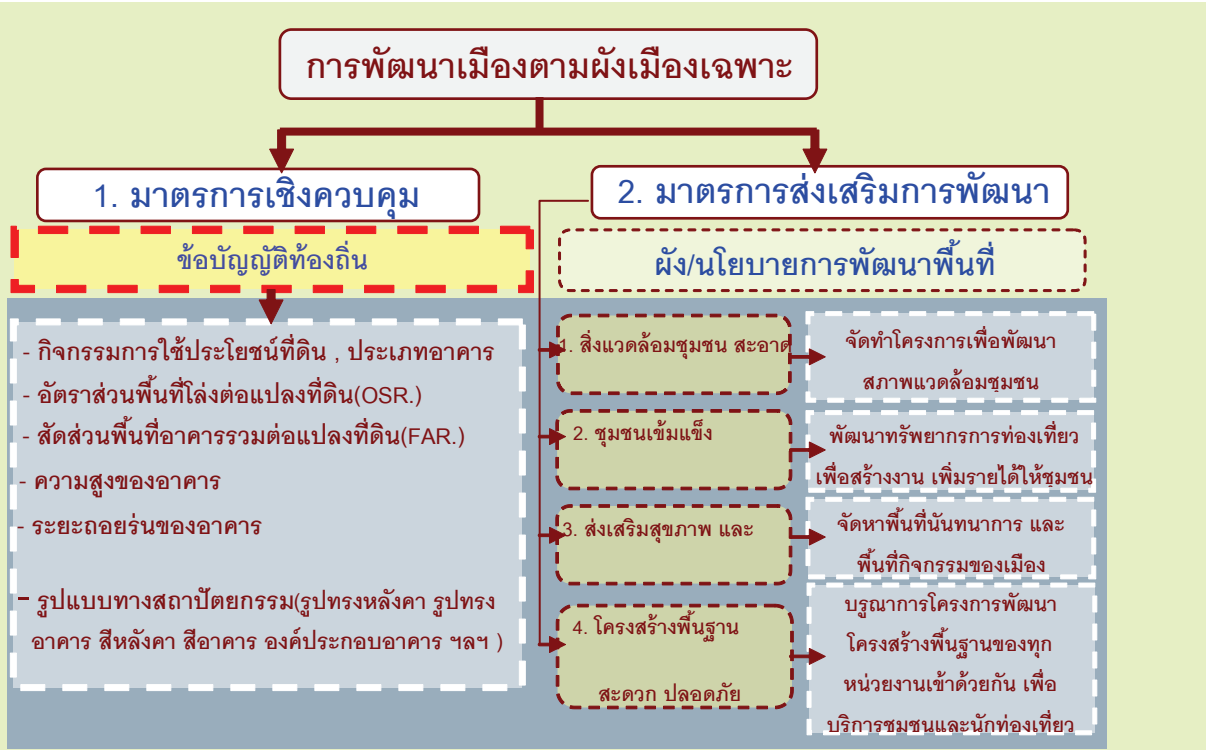 การพัฒนาเมืองตามผังเมืองเฉพาะ
1. มาตรการเชิงควบคุม
ข้อบัญญัติท้องถิ่น
- กิจกรรมการใช้ประโยชน์ที่ดิน , ประเภทอาคาร
- อัตราส่วนพื้นที่โล่งต่อแปลงที่ดิน(OSR.)
- สัดส่วนพื้นที่อาคารรวมต่อแปลงที่ดิน(FAR.)
- ความสูงของอาคาร
- ระยะถอยร่นของอาคาร
- รูปแบบทางสถาปัตยกรรม(รูปทรงหลังคา รูปทรง
อาคาร สีหลังคา สีอาคาร องค์ประกอบอาคาร ฯลฯ )
2. มาตรการส่งเสริมการพัฒนา
ผัง/นโยบายการพัฒนาพื้นที่
1. สิ่งแวดล้อมชุมชน สะอาด
จัดทำโครงการเพื่อพัฒนา
สภาพแวดล้อมชุมชน
2. ชุมชนเข้มแข็ง
พัฒนาทรัพยากรการท่องเที่ยว
เพื่อสร้างงาน เพิ่มรายได้ให้ชุมชน
3. ส่งเสริมสุขภาพ และ
จัดหาพื้นที่นันทนาการ และ
พื้นที่กิจกรรมของเมือง
4. โครงสร้างพื้นฐาน
สะดวก ปลอดภัย
บูรณาการโครงการพัฒนา
โครงสร้างพื้นฐานของทุก
หน่วยงานเข้าด้วยกัน เพื่อ
บริการชุมชนและนักท่องเที่ยว